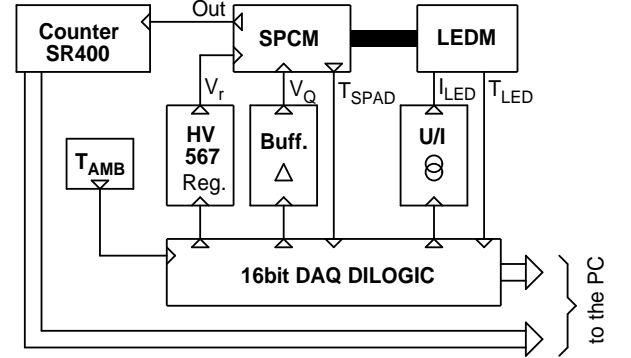 Out
Counter
SR400
SPCM
LEDM
V_r
V_Q
T_SPAD
I_LED
T_LED
HV
567
Reg.
Buff.
U/I
T_AMB
16bit DAQ DILOGIC
to the PC